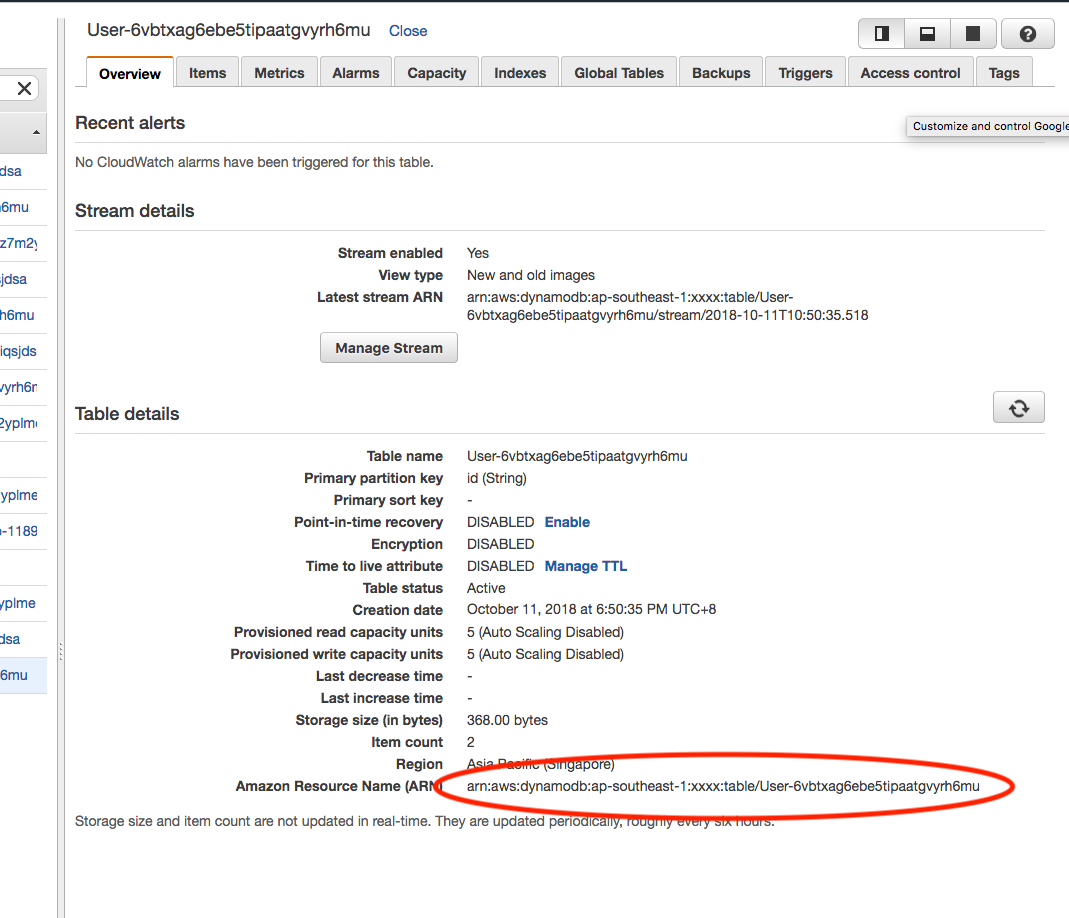 User-6vbtxag6ebe5tipaatgvyrh6mu Close
Overview Items Metrics Alarms Capacity Indexes Global Tables Backups Triggers Access control Tags
Customize and control Google
Recent alerts
No CloudWatch alarms have been triggered for this table.
Stream details
Stream enabled Yes
View type New and old images
Latest stream ARN arn:aws:dynamodb:ap-southeast-1:xxxx:table/User-
6vbtxag6ebe5tipaatgvyrh6mu/stream/2018-10-11T10:50:35.518
Manage Stream
Table details
Table name User-6vbtxag6ebe5tipaatgvyrh6mu
Primary partition key id (String)
Primary sort key -
Point-in-time recovery DISABLED Enable
Encryption DISABLED
Time to live attribute DISABLED Manage TTL
Table status Active
Creation date October 11, 2018 at 6:50:35 PM UTC+8
Provisioned read capacity units 5 (Auto Scaling Disabled)
Provisioned write capacity units 5 (Auto Scaling Disabled)
Last decrease time -
Last increase time -
Storage size (in bytes) 368.00 bytes
Item count 2
Region Asia Pacific (Singapore)
Amazon Resource Name (ARN) arn:aws:dynamodb:ap-southeast-1:xxxx:table/User-6vbtxag6ebe5tipaatgvyrh6mu
Storage size and item count are not updated in real-time. They are updated periodically, roughly every six hours.
dsa
6mu
z7m2y
jdsa
h6mu
iqsjds
vyrh6m
2yplme
yplme
-1189
yplme
dsa
6mu